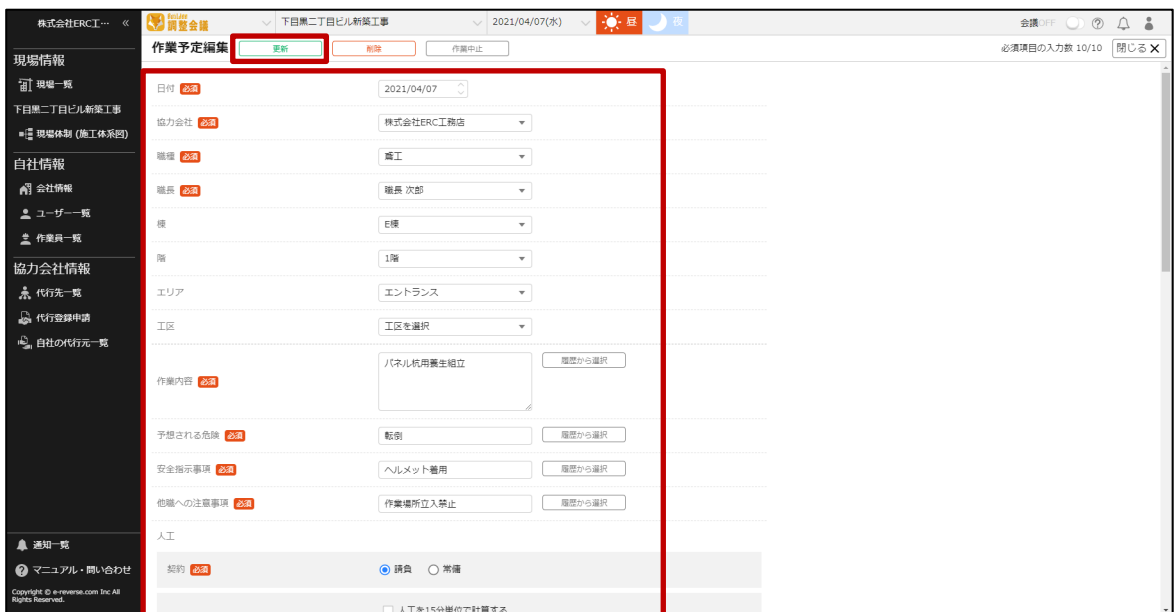 株式会社ERC工… «
BUILDEE
調整会議
下目黒二丁目ビル新築工事
2021/04/07(水)
昼
夜
会議OFF
作業予定編集
更新
削除
作業中止
必須項目の入力数 10/10
閉じる X
現場情報
現場一覧
下目黒二丁目ビル新築工事
現場体制 (施工体系図)
自社情報
会社情報
ユーザー一覧
作業員一覧
協力会社情報
代行先一覧
代行登録申請
自社の代行元一覧
通知一覧
マニュアル・問い合わせ
Copyright © e-reverse.com Inc All
Rights Reserved.
日付 必須
2021/04/07
協力会社 必須
株式会社ERC工務店
職種 必須
鳶工
職長 必須
職長 次郎
棟
E棟
階
1階
エリア
エントランス
工区
工区を選択
作業内容 必須
パネル杭用養生組立
履歴から選択
予想される危険 必須
転倒
履歴から選択
安全指示事項 必須
ヘルメット着用
履歴から選択
他職への注意事項 必須
作業場所立入禁止
履歴から選択
人工
契約 必須
請負
常傭
人工を15分単位で計算する